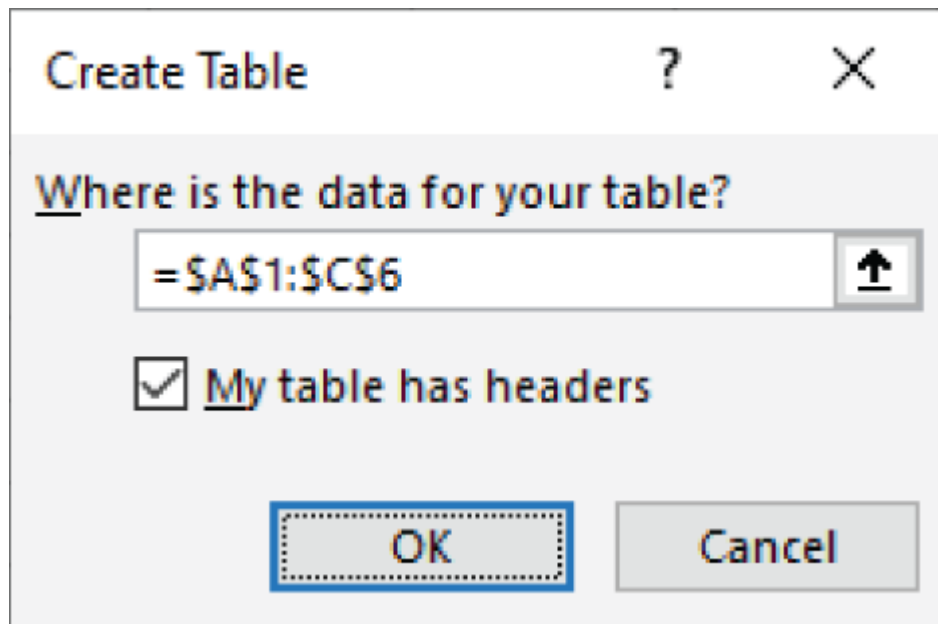 Create Table ?
Where is the data for your table?
=$A$1:$C$6
My table has headers
OK Cancel